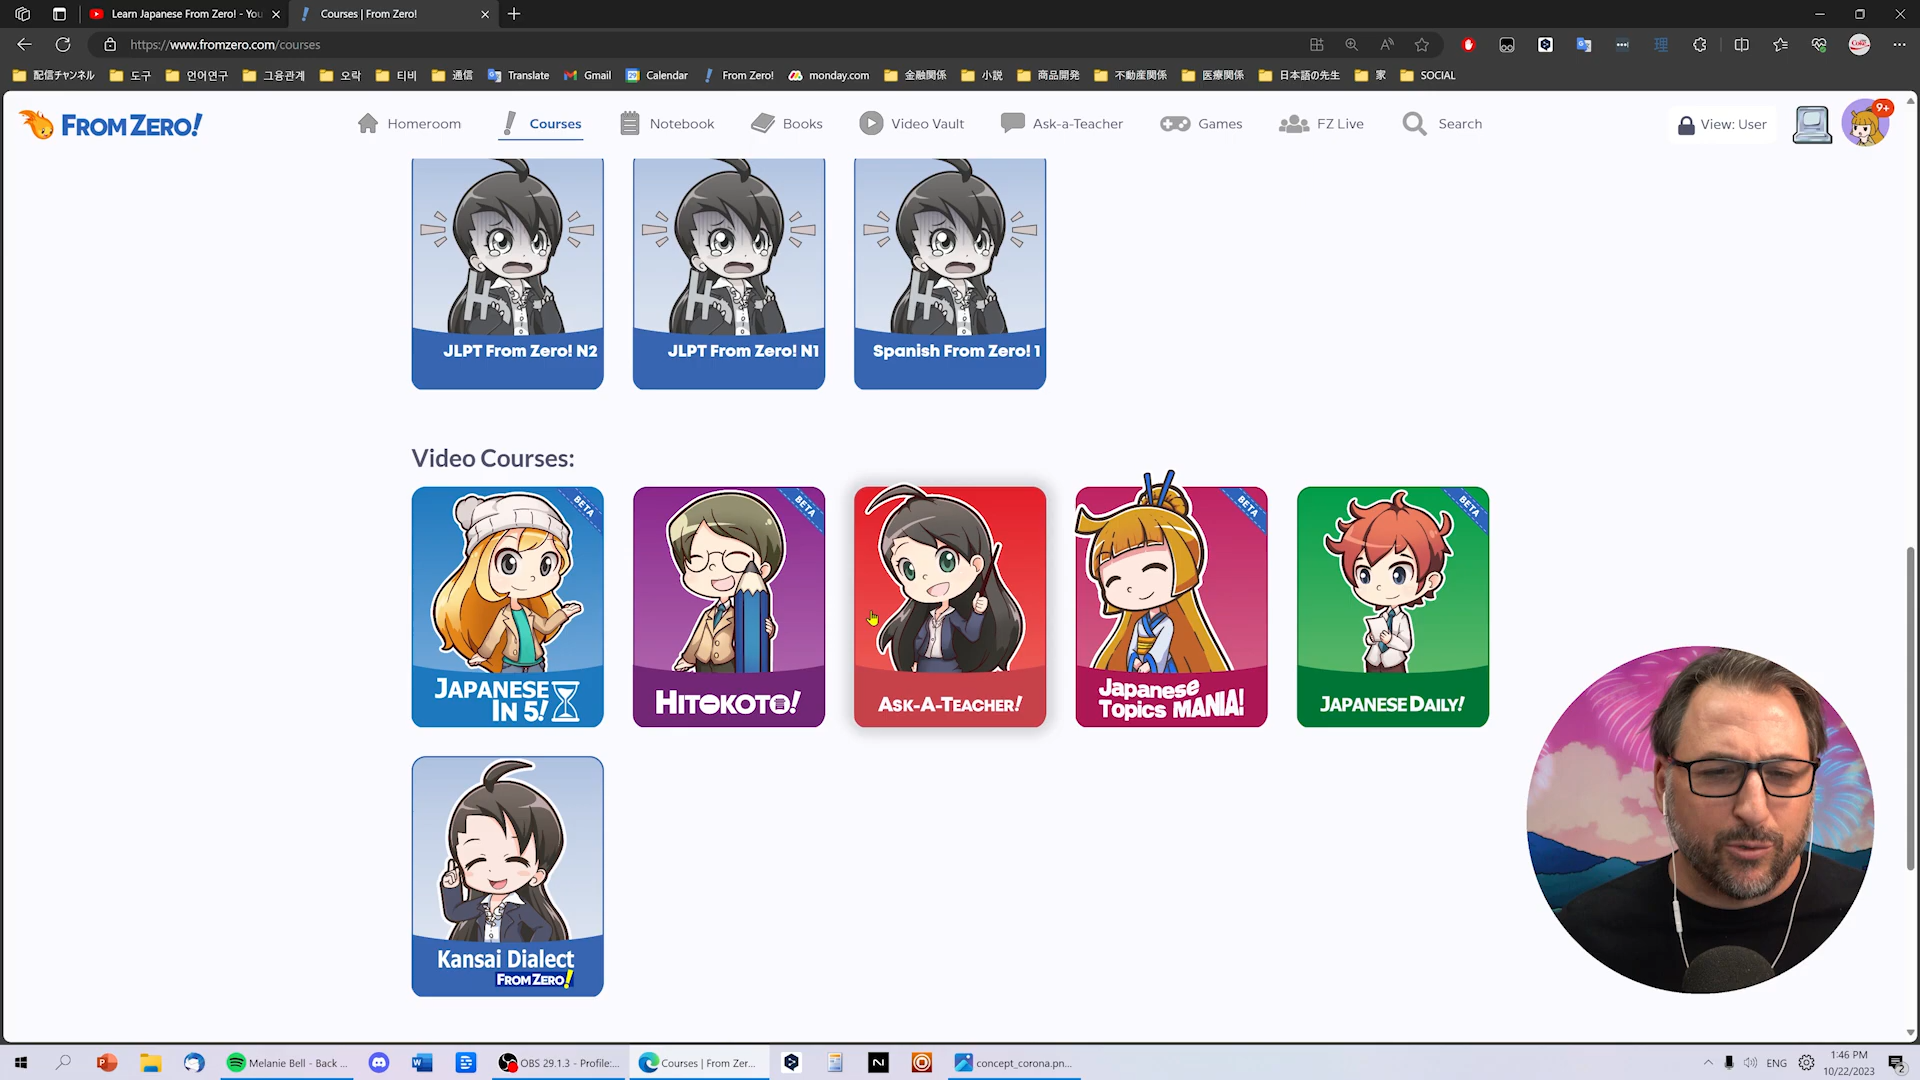 Learn Japanese From Zero! - You
Courses | From Zero!
https://www.fromzero.com/courses
配信チャンネル
도구
언어연구
그융관계
오락
티비
通信
Translate
Gmail
Calendar
From Zero!
monday.com
金融関係
小説
商品開発
不動産関係
医療関係
日本語の先生
家
SOCIAL
FROM ZERO!
Homeroom
Courses
Notebook
Books
Video Vault
Ask-a-Teacher
Games
FZ Live
Search
View: User
9+
JLPT From Zero! N2
JLPT From Zero! N1
Spanish From Zero! 1
Video Courses:
BETA
JAPANESE
IN 5!
BETA
HITOKOTO!
ASK-A-TEACHER!
BETA
Japanese
Topics MANIA!
BETA
JAPANESE DAILY!
Kansai Dialect
FROM ZERO!
Melanie Bell - Back ...
OBS 29.1.3 - Profile:...
Courses | From Zer...
concept_corona.pn...
ENG
1:46 PM
10/22/2023
2